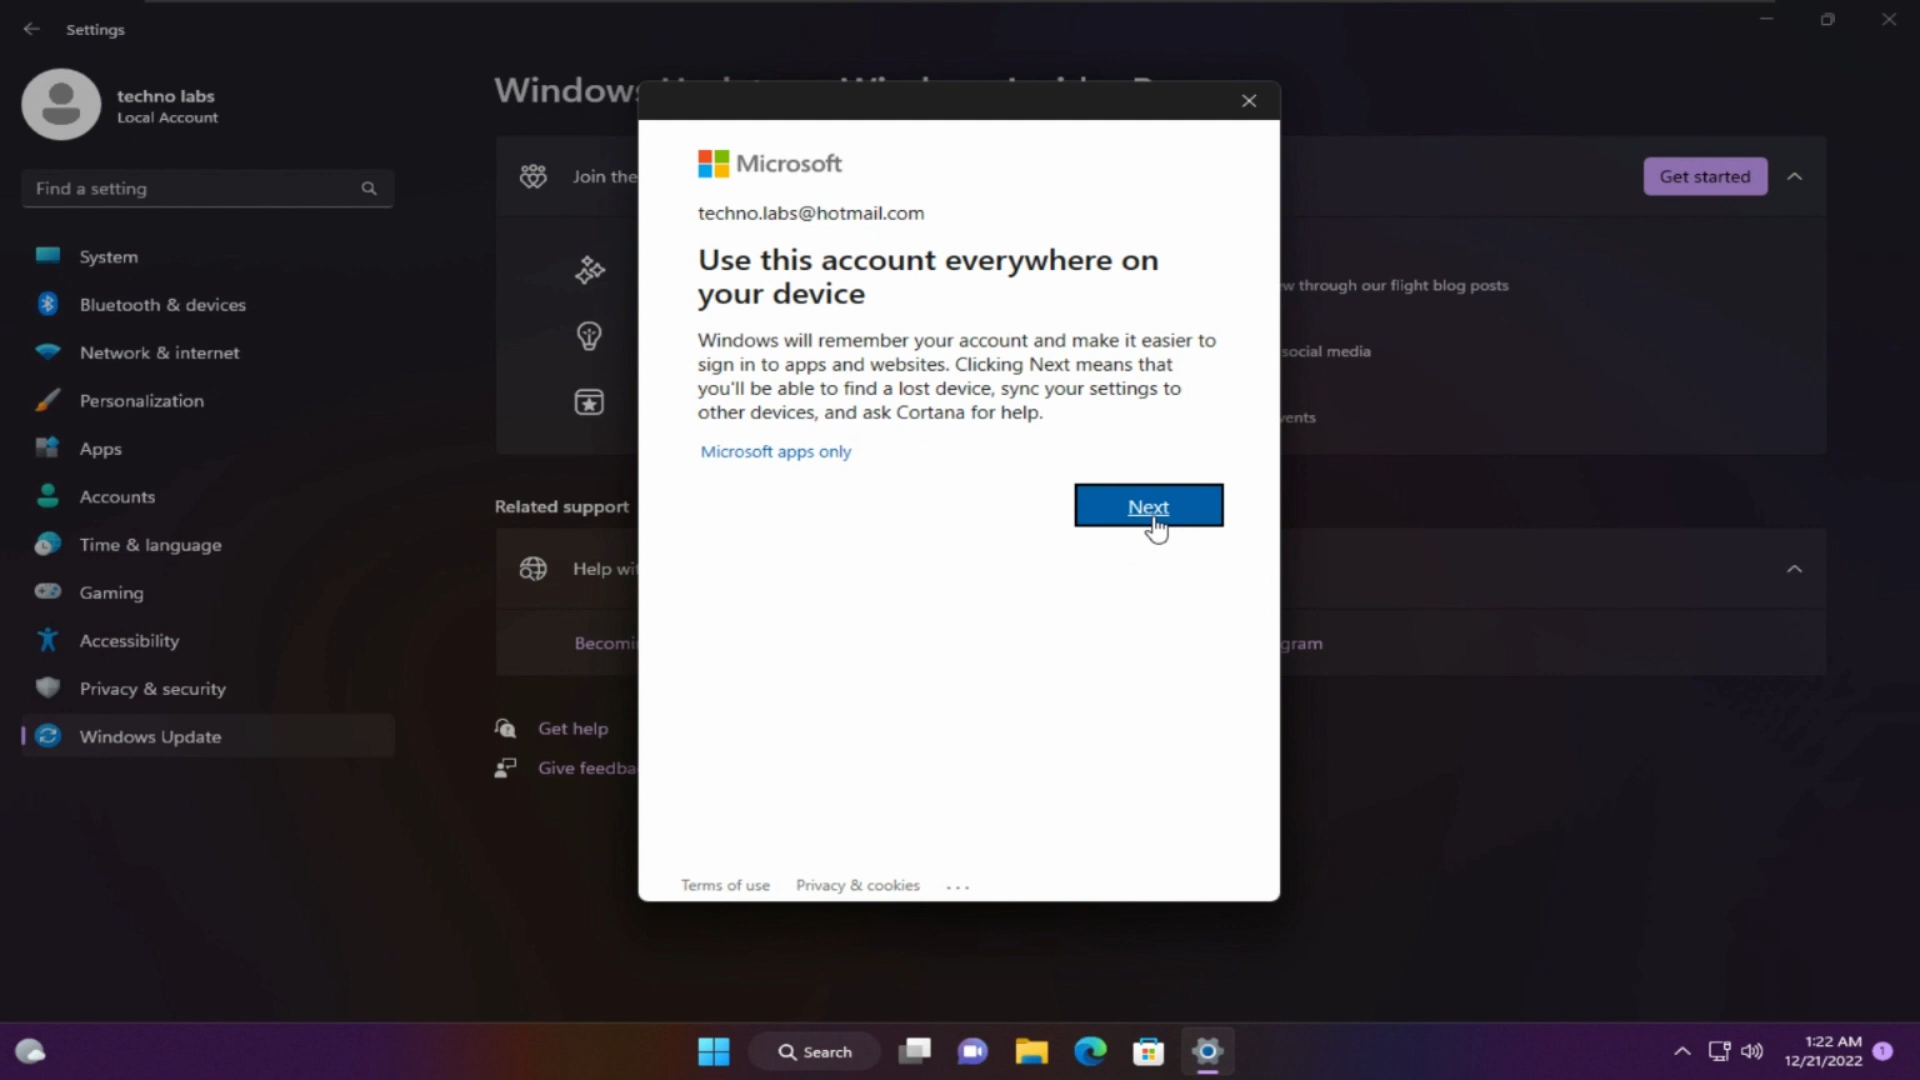 Settings
techno labs
Local Account
Find a setting
System
Bluetooth & devices
Network & internet
Personalization
Apps
Accounts
Time & language
Gaming
Accessibility
Privacy & security
Windows Update
Windows
Join the
Get started
w through our flight blog posts
social media
vents
Related support
Help wit
Becomi
gram
Get help
Give feedba
Microsoft
techno.labs@hotmail.com
Use this account everywhere on
your device
Windows will remember your account and make it easier to
sign in to apps and websites. Clicking Next means that
you'll be able to find a lost device, sync your settings to
other devices, and ask Cortana for help.
Microsoft apps only
Next
Terms of use Privacy & cookies ...
Search
1:22 AM
12/21/2022
1